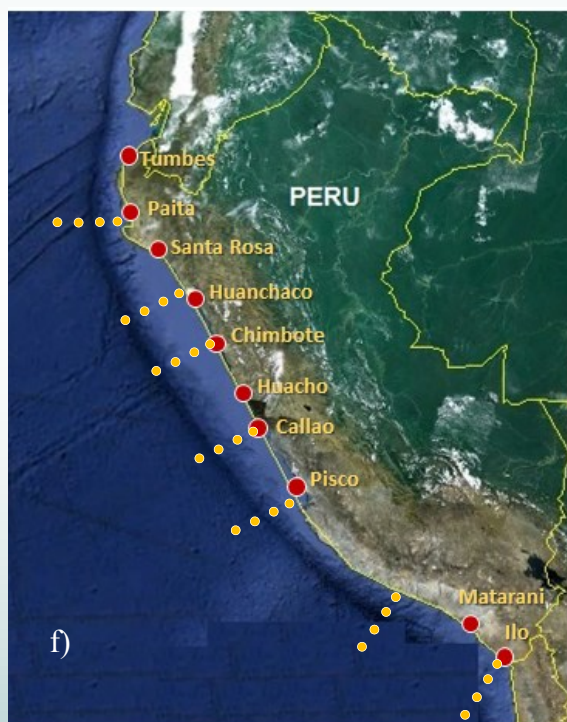 Tumbes
PERU
Paita
Santa Rosa
Huanchaco
Chimbote
Huacho
Callao
Pisco
Matarani
Ilo
f)